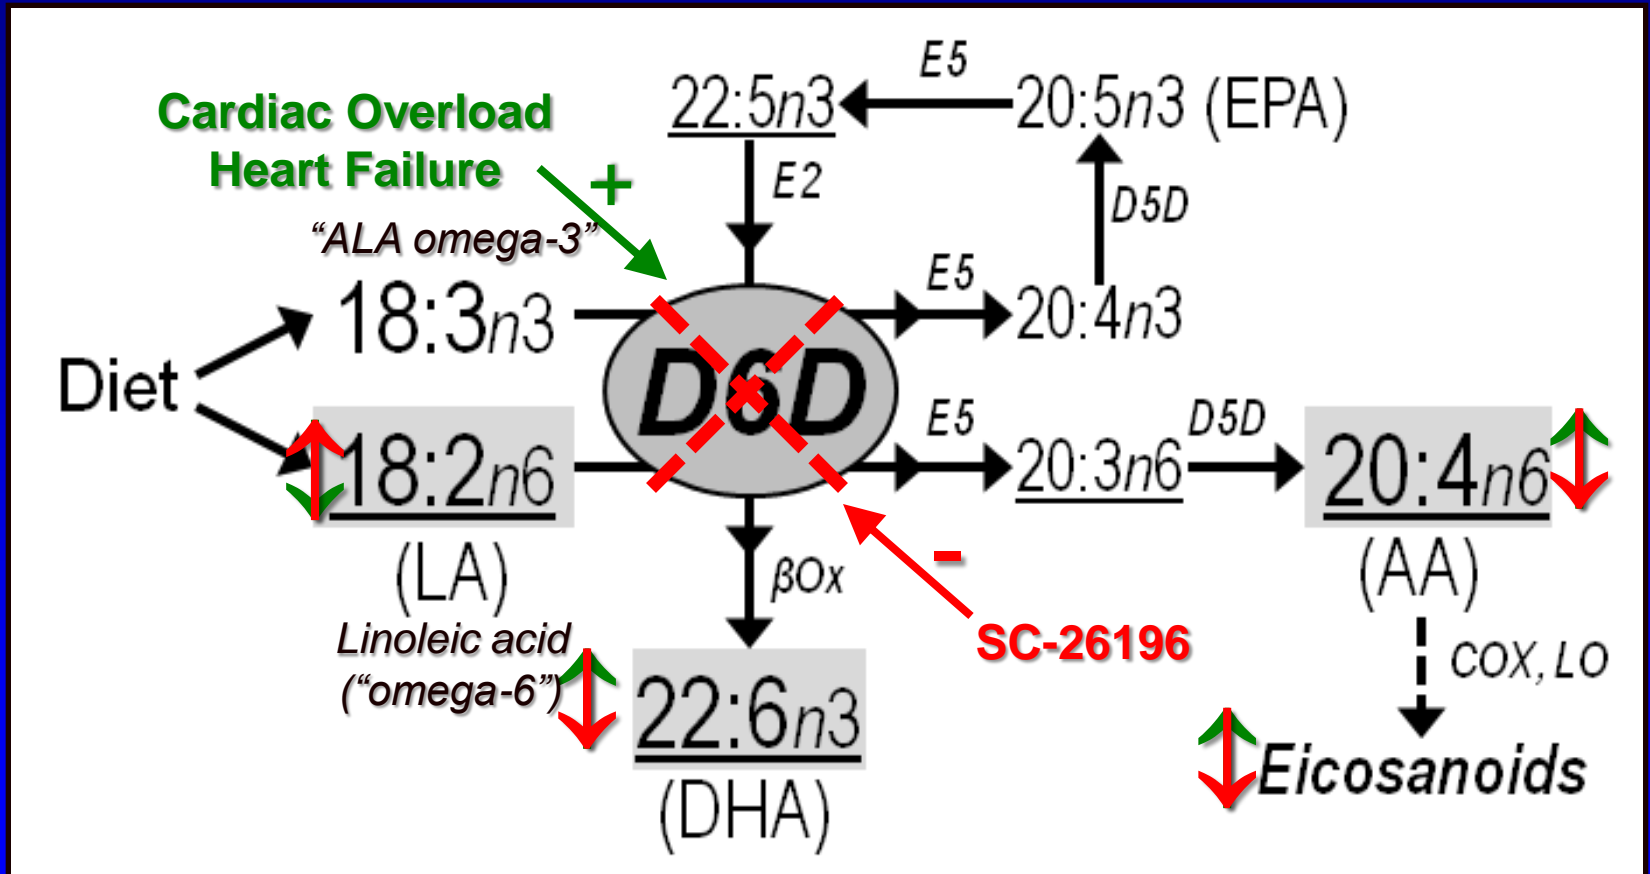 E5
22:5n3
20:5n3 (EPA)
Cardiac Overload
Heart Failure
+
E2
D5D
“ALA omega-3”
E5
18:3n3
20:4n3
Diet
D6D
E5
D5D
18:2n6
20:3n6
20:4n6
(LA)
βOx
-
(AA)
Linoleic acid
(“omega-6”)
SC-26196
COX, LO
22:6n3
Eicosanoids
(DHA)